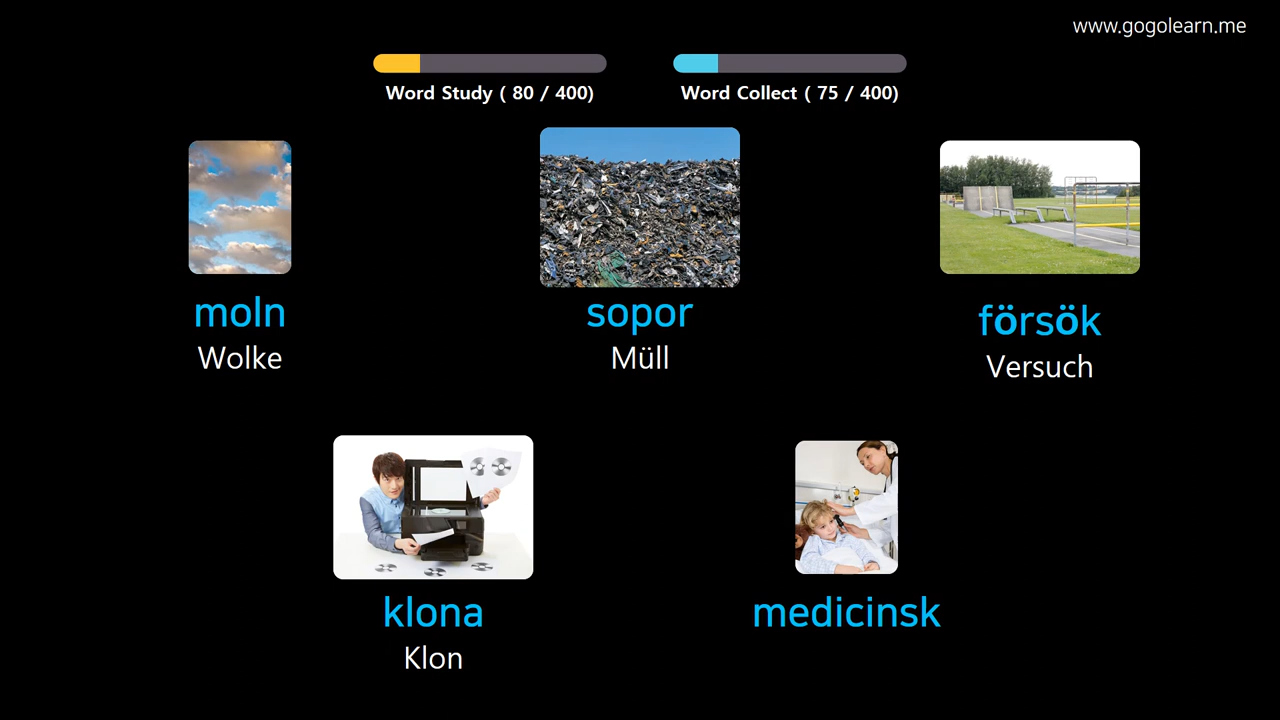 www.gogolearn.me
Word Study ( 80 / 400)
Word Collect ( 75 / 400)
moln
Wolke
sopor
Müll
försök
Versuch
klona
Klon
medicinsk